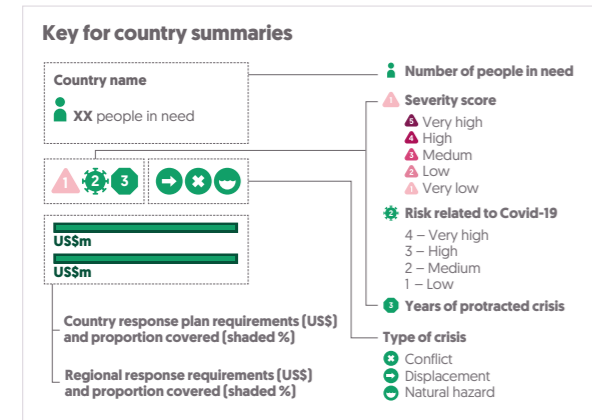 Key for country summaries
Country name
XX people in need
1 2 3
US$m
US$m
Country response plan requirements (US$)
and proportion covered (shaded %)
Regional response requirements (US$)
and proportion covered (shaded %)
Number of people in need
1 Severity score
5 Very high
4 High
3 Medum
2 Low
1 Very low
2 Risk related to Covid-19
4 – Very high
3 – High
2 – Medium
1 – Low
3 Years of protracted crisis
Type of crisis
Conflict
Displacement
Natural hazard